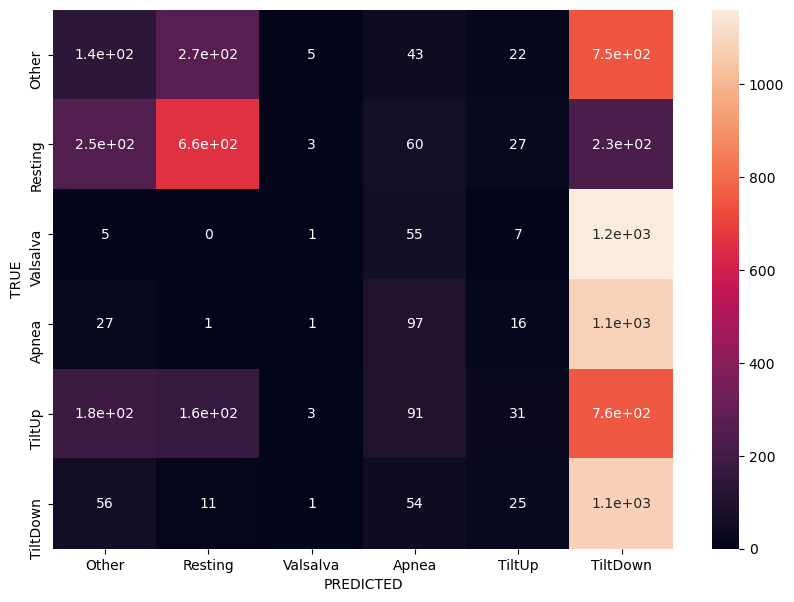 Other 1.4e+02 2.7e+02 5 43 22 7.5e+02
Resting 2.5e+02 6.6e+02 3 60 27 2.3e+02
Valsalva 5 0 1 55 7 1.2e+03
Apnea 27 1 1 97 16 1.1e+03
TiltUp 1.8e+02 1.6e+02 3 91 31 7.6e+02
TiltDown 56 11 1 54 25 1.1e+03
TRUE
Other Resting Valsalva Apnea TiltUp TiltDown
PREDICTED
1000
800
600
400
200
0